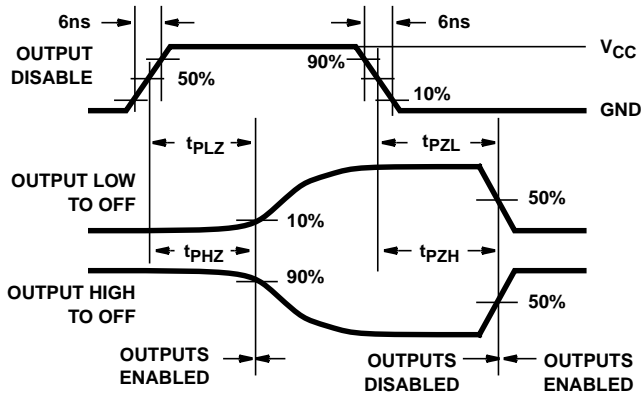 6ns
6ns
OUTPUT
DISABLE
50%
90%
10%
VCC
GND
tPLZ
tPZL
OUTPUT LOW
TO OFF
10%
50%
tPHZ
tPZH
OUTPUT HIGH
TO OFF
90%
50%
OUTPUTS
ENABLED
OUTPUTS
DISABLED
OUTPUTS
ENABLED